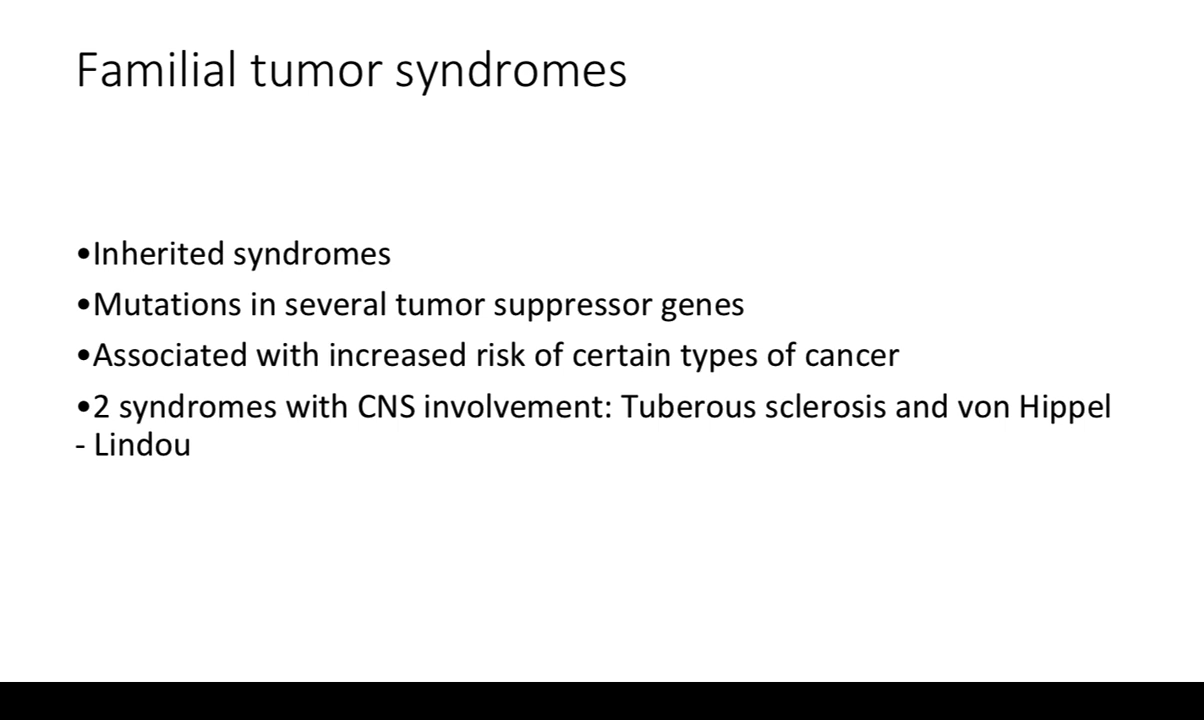 Familial tumor syndromes
•Inherited syndromes
•Mutations in several tumor suppressor genes
•Associated with increased risk of certain types of cancer
•2 syndromes with CNS involvement: Tuberous sclerosis and von Hippel
- Lindou